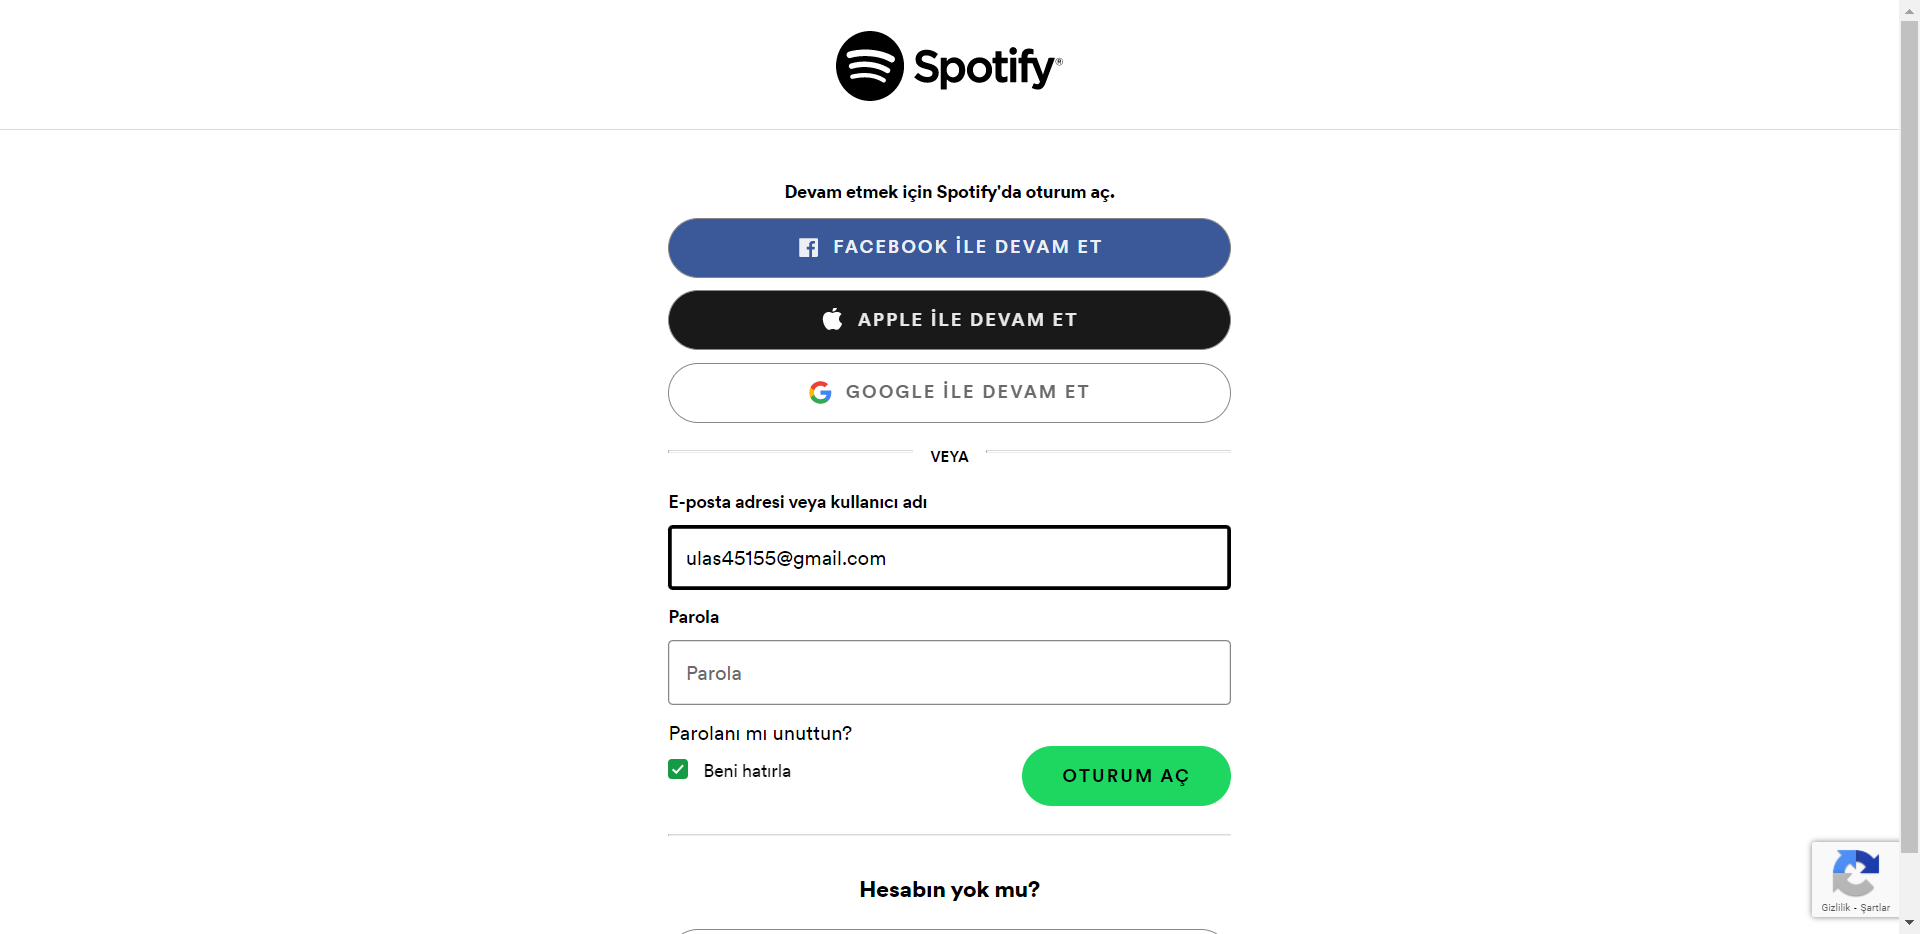 Spotify®
Devam etmek için Spotify'da oturum aç.
FACEBOOK İLE DEVAM ET
APPLE İLE DEVAM ET
GOOGLE İLE DEVAM ET
VEYA
E-posta adresi veya kullanıcı adı
ulas45155@gmail.com
Parola
Parola
Parolanı mı unuttun?
Beni hatırla
OTURUM AÇ
Hesabın yok mu?
Gizlilik - Şartlar